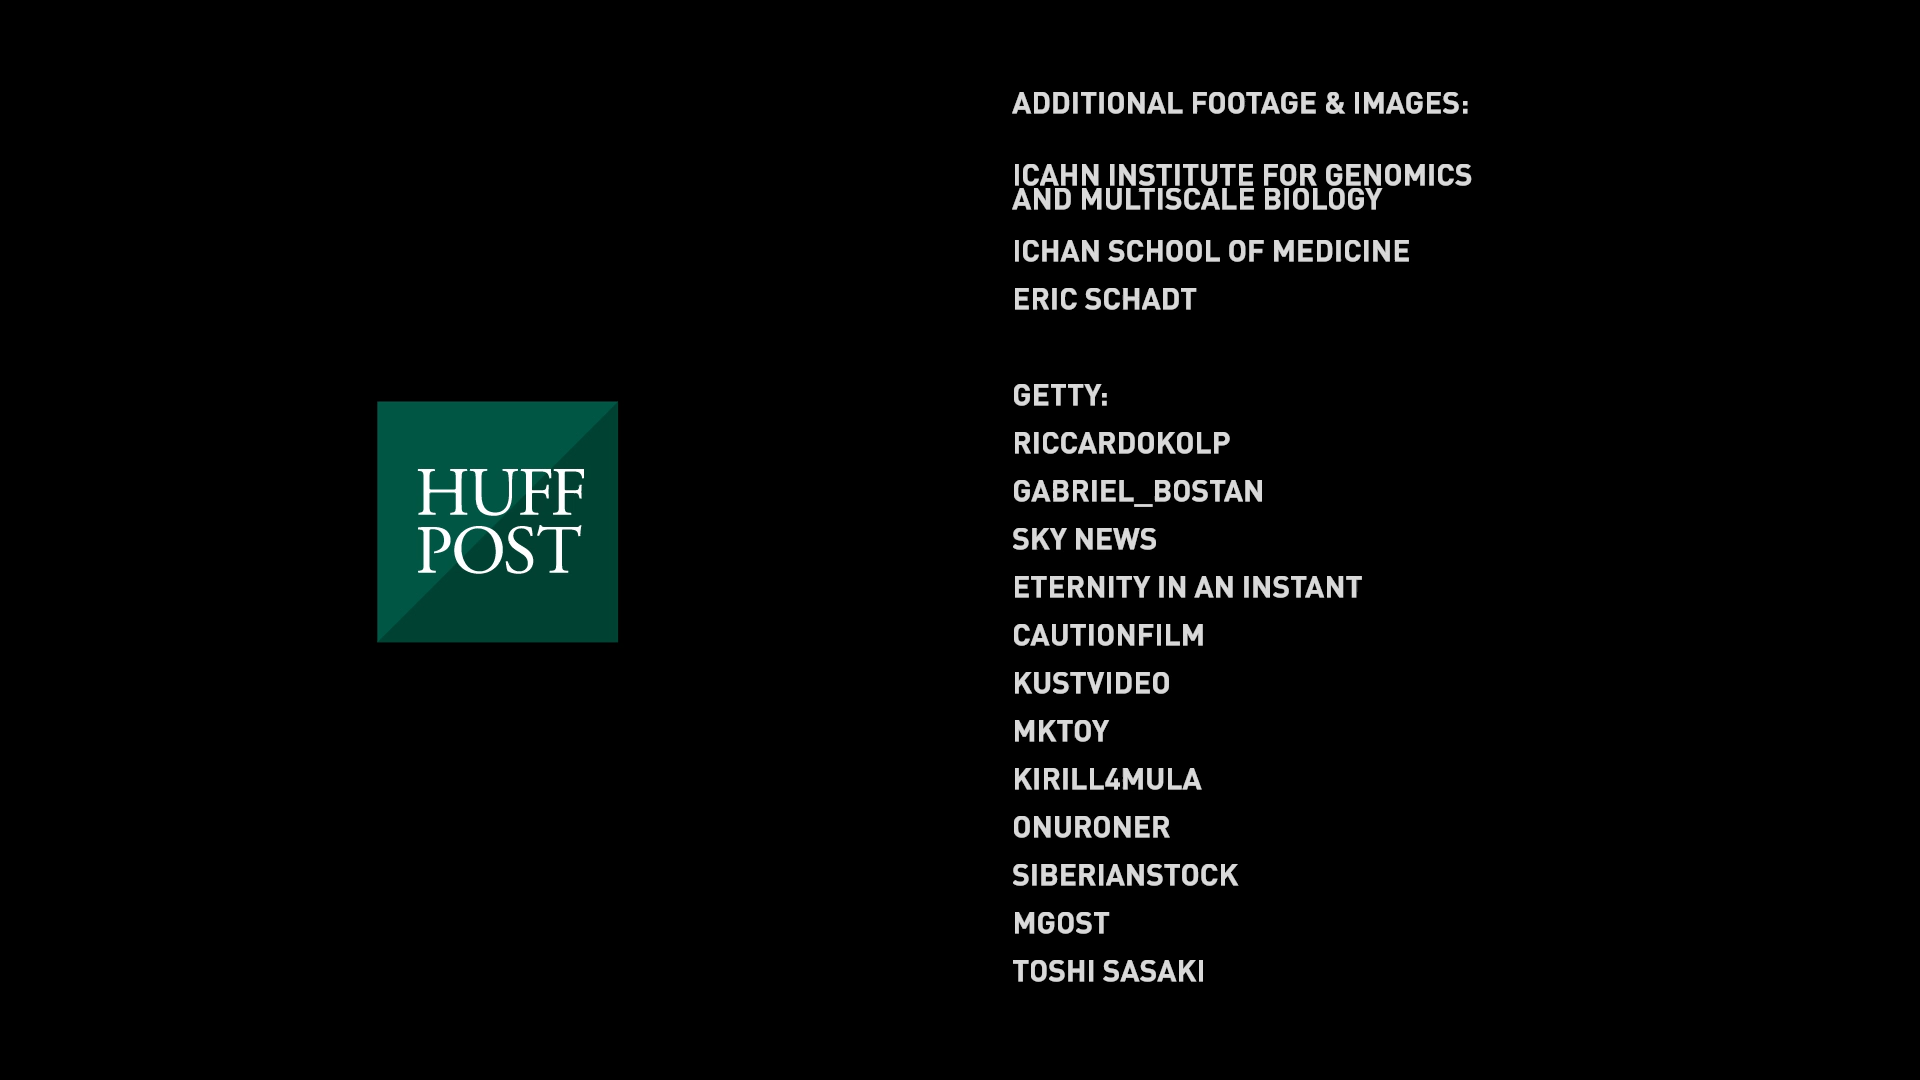 HUFF
POST
ADDITIONAL FOOTAGE & IMAGES:
ICAHN INSTITUTE FOR GENOMICS
AND MULTISCALE BIOLOGY
ICHAN SCHOOL OF MEDICINE
ERIC SCHADT
GETTY:
RICCARDOKOLP
GABRIEL_BOSTAN
SKY NEWS
ETERNITY IN AN INSTANT
CAUTIONFILM
KUSTVIDEO
MKTOY
KIRILL4MULA
ONURONER
SIBERIANSTOCK
MGOST
TOSHI SASAKI